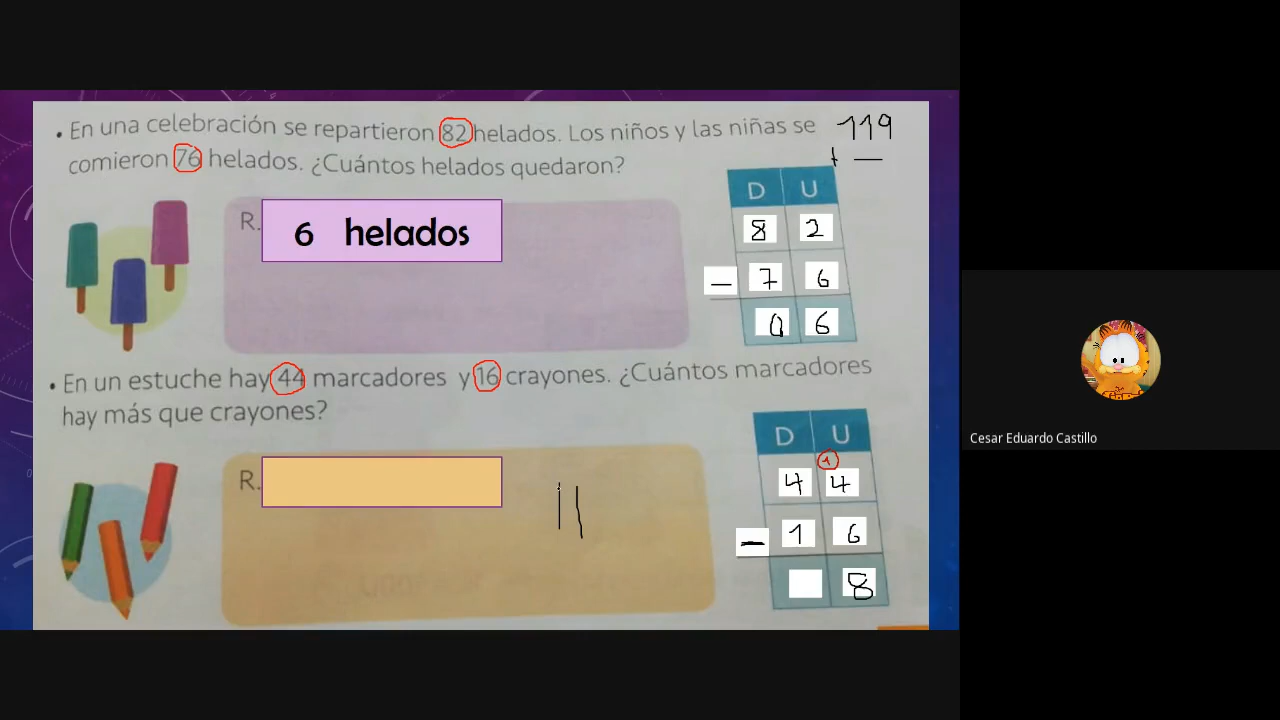 • En una celebración se repartieron 82 helados. Los niños y las niñas se
comieron 76 helados. ¿Cuántos helados quedaron?
119
+ —
R. 6 helados
D U
8 2
— 7 6
0 6
• En un estuche hay 44 marcadores y 16 crayones. ¿Cuántos marcadores
hay más que crayones?
R.
11
D U
1
4 4
— 1 6
8
Cesar Eduardo Castillo